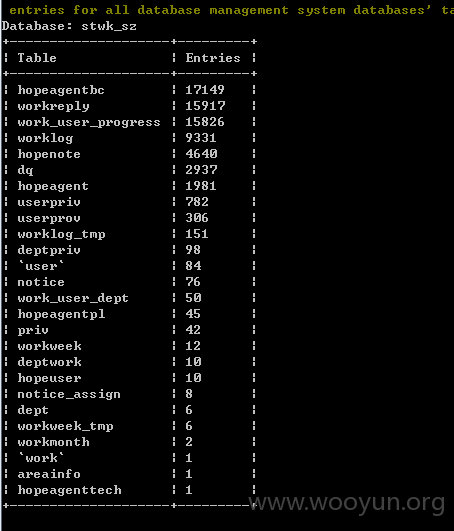 entries for all database management system databases' ta
Database: stwk_sz
+--------------------+---------+
| Table | Entries |
+--------------------+---------+
| hopeagentbc | 17149 |
| workreply | 15917 |
| work_user_progress | 15826 |
| worklog | 9331 |
| hopenote | 4640 |
| dq | 2937 |
| hopeagent | 1981 |
| userpriv | 782 |
| userprov | 306 |
| worklog_tmp | 151 |
| deptpriv | 98 |
| `user` | 84 |
| notice | 76 |
| work_user_dept | 50 |
| hopeagentpl | 45 |
| priv | 42 |
| workweek | 12 |
| deptwork | 10 |
| hopeuser | 10 |
| notice_assign | 8 |
| dept | 6 |
| workweek_tmp | 6 |
| workmonth | 2 |
| `work` | 1 |
| areainfo | 1 |
| hopeagenttech | 1 |
+--------------------+---------+
www.wooyun.org